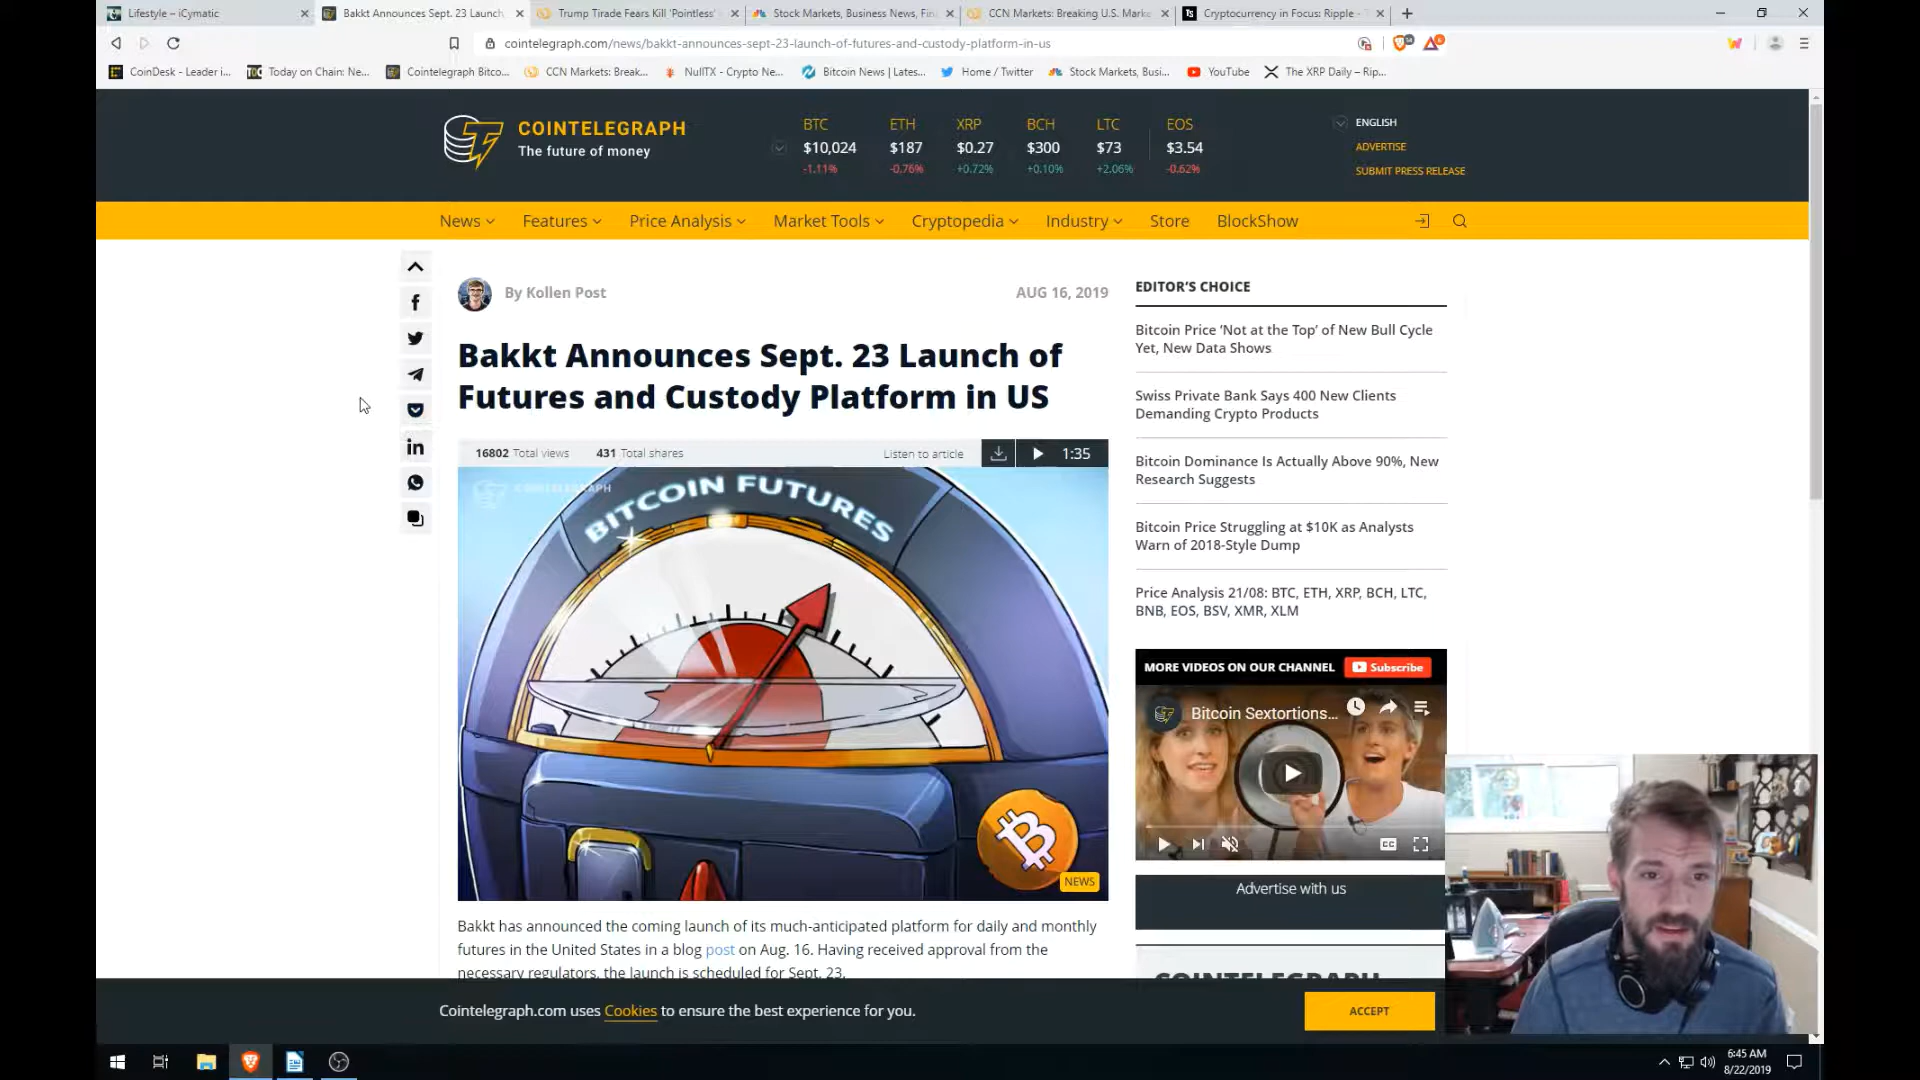 Lifestyle – iCymatic
Bakkt Announces Sept. 23 Launch
Trump Tirade Fears Kill 'Pointless'
Stock Markets, Business News, Fin
CCN Markets: Breaking U.S. Marke
Cryptocurrency in Focus: Ripple -
cointelegraph.com/news/bakkt-announces-sept-23-launch-of-futures-and-custody-platform-in-us
CoinDesk - Leader i...
Today on Chain: Ne...
Cointelegraph Bitco...
CCN Markets: Break...
NullTX - Crypto Ne...
Bitcoin News | Lates...
Home / Twitter
Stock Markets, Busi...
YouTube
The XRP Daily – Rip...
COINTELEGRAPH
The future of money
BTC ETH XRP BCH LTC EOS
$10,024 $187 $0.27 $300 $73 $3.54
-1.11% -0.76% +0.72% +0.10% +2.06% -0.62%
ENGLISH
ADVERTISE
SUBMIT PRESS RELEASE
News Features Price Analysis Market Tools Cryptopedia Industry Store BlockShow
By Kollen Post
AUG 16, 2019
Bakkt Announces Sept. 23 Launch of
Futures and Custody Platform in US
16802 Total views 431 Total shares
Listen to article
1:35
COINTELEGRAPH
BITCOIN FUTURES
NEWS
Bakkt has announced the coming launch of its much-anticipated platform for daily and monthly
futures in the United States in a blog post on Aug. 16. Having received approval from the
necessary regulators, the launch is scheduled for Sept. 23.
EDITOR'S CHOICE
Bitcoin Price 'Not at the Top' of New Bull Cycle
Yet, New Data Shows
Swiss Private Bank Says 400 New Clients
Demanding Crypto Products
Bitcoin Dominance Is Actually Above 90%, New
Research Suggests
Bitcoin Price Struggling at $10K as Analysts
Warn of 2018-Style Dump
Price Analysis 21/08: BTC, ETH, XRP, BCH, LTC,
BNB, EOS, BSV, XMR, XLM
MORE VIDEOS ON OUR CHANNEL
Subscribe
Bitcoin Sextortions...
CC
Advertise with us
COINTELEGRAPH
Cointelegraph.com uses Cookies to ensure the best experience for you.
ACCEPT
6:45 AM
8/22/2019